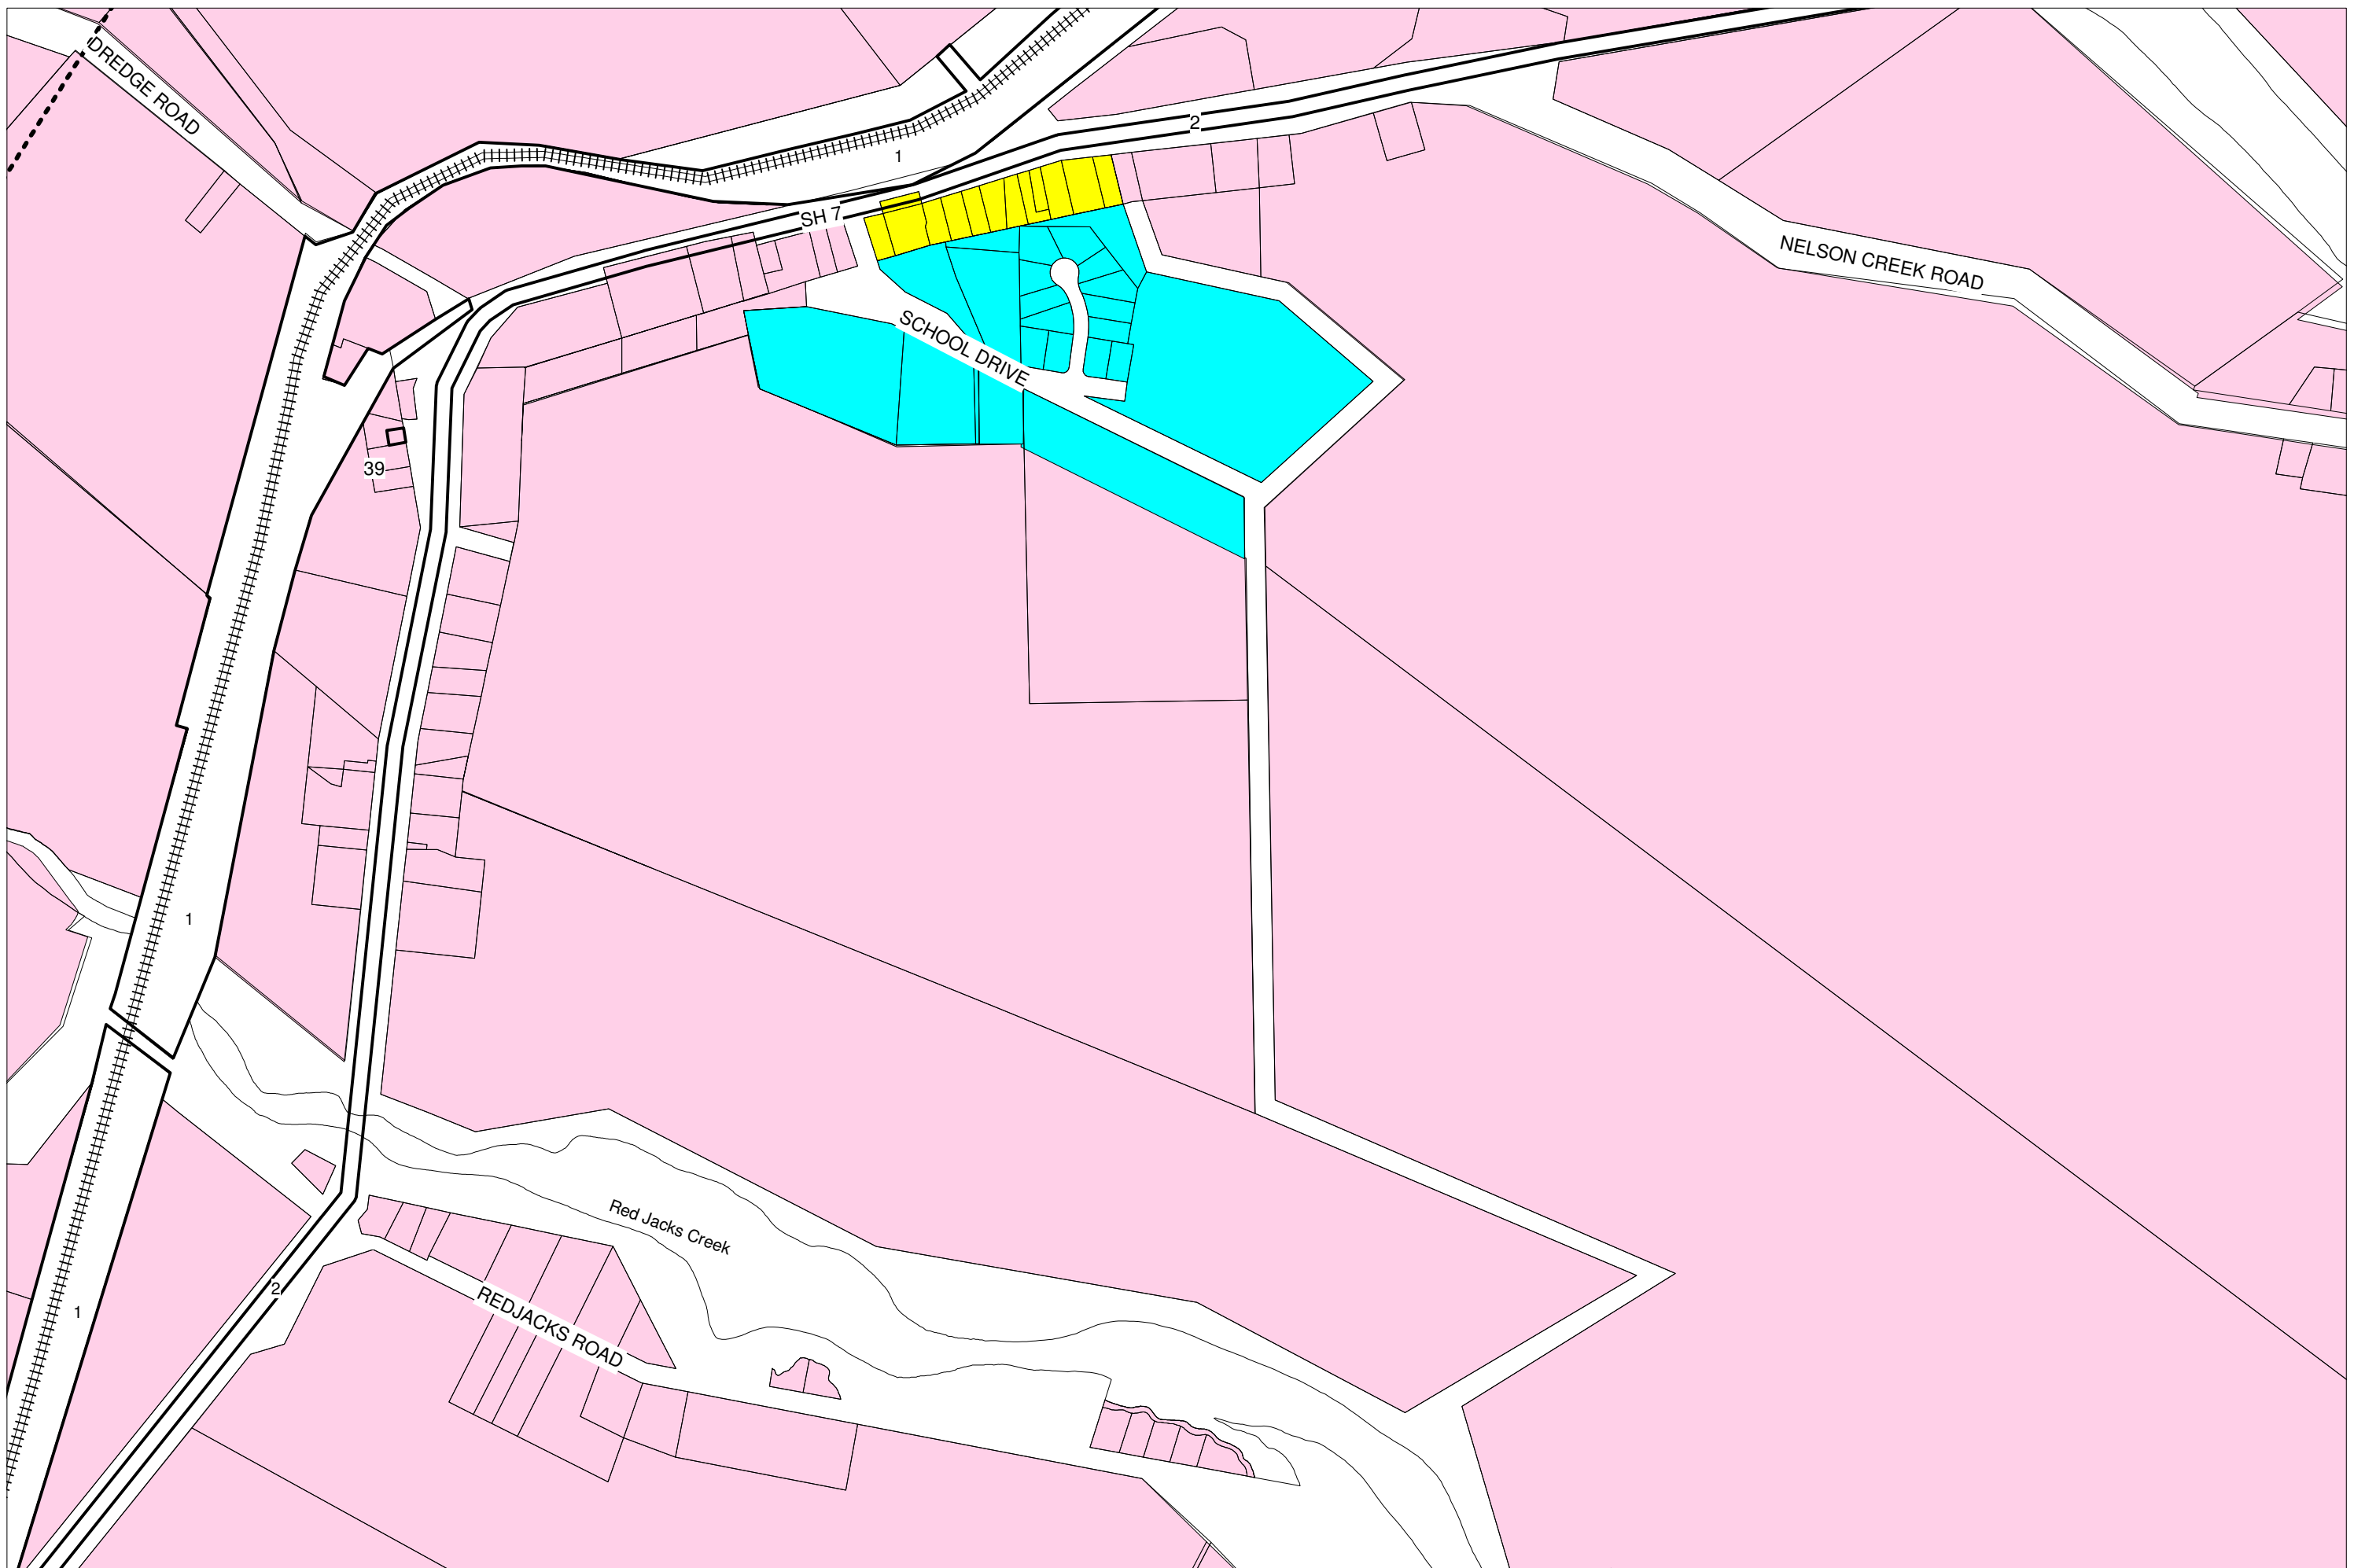 DREDGE ROAD
2
1
SH 7
NELSON CREEK ROAD
SCHOOL DRIVE
39
1
Red Jacks Creek
2
1
REDJACKS ROAD